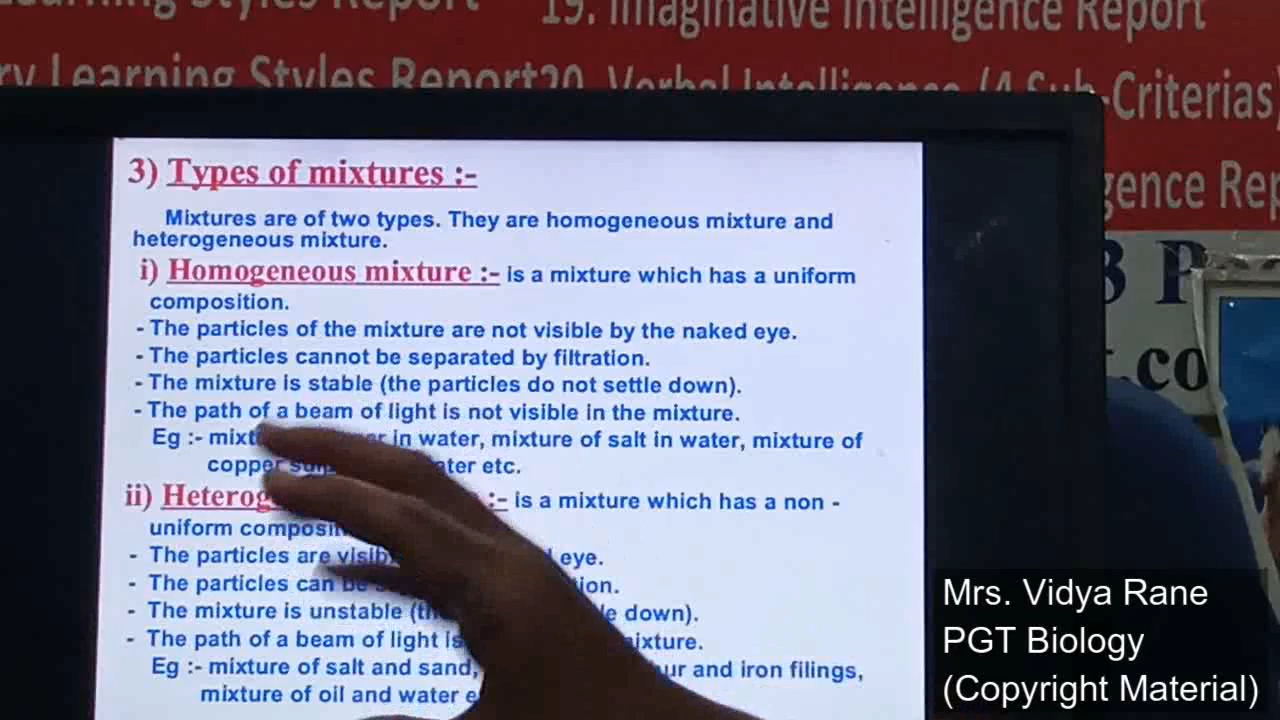 Learning Styles Report 19. Imaginative Intelligence Report
ry Learning Styles Report20. Verbal Intelligence (4 Sub-Criterias)
gence Rep
3) Types of mixtures :-
Mixtures are of two types. They are homogeneous mixture and
heterogeneous mixture.
i) Homogeneous mixture :- is a mixture which has a uniform
composition.
- The particles of the mixture are not visible by the naked eye.
- The particles cannot be separated by filtration.
- The mixture is stable (the particles do not settle down).
- The path of a beam of light is not visible in the mixture.
Eg :- in water, mixture of salt in water, mixture of
copper etc.
ii) :- is a mixture which has a non -
uniform
- The particles are eye.
- The particles can
- The mixture is unstable down).
- The path of a beam of light
Eg :- mixture of salt and sand, and iron filings,
mixture of oil and water
Mrs. Vidya Rane
PGT Biology
(Copyright Material)